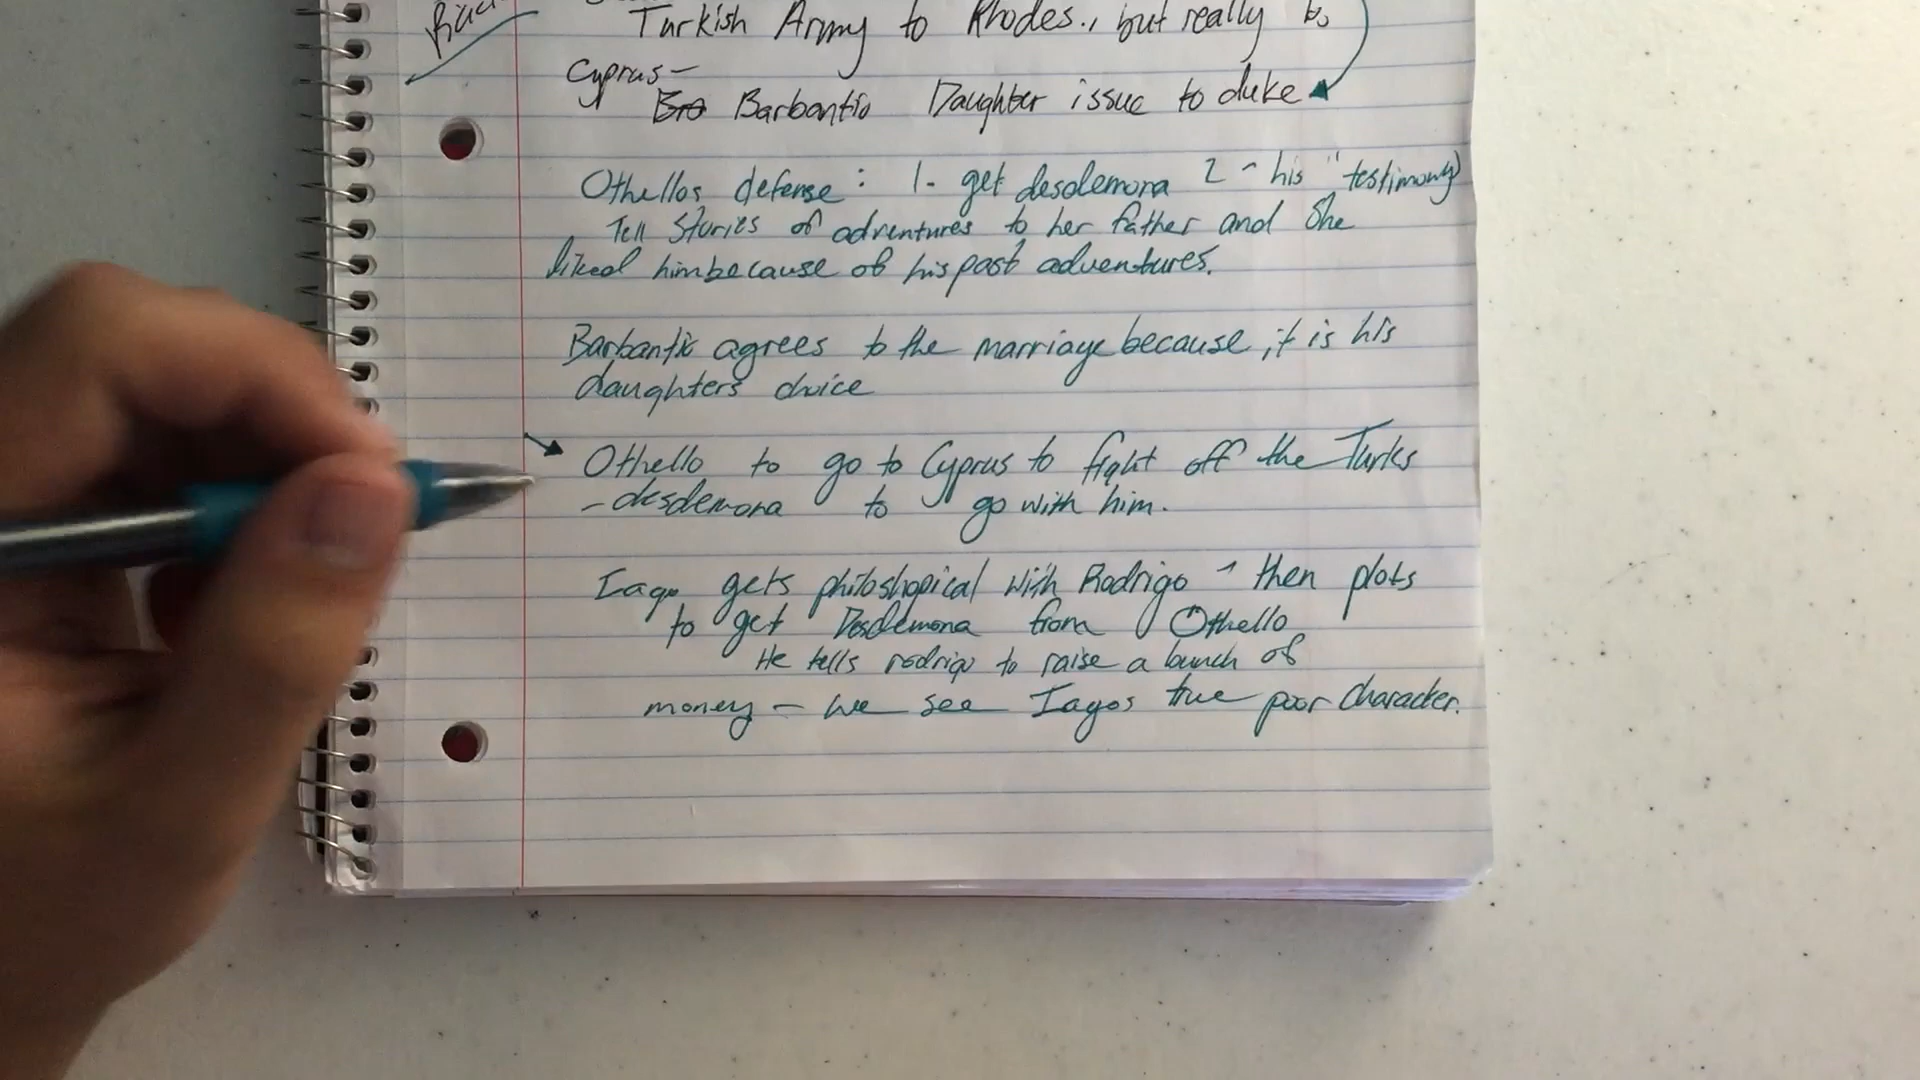 Turkish Army to Rhodes., but really to
Cyprus-
Bro Barbantio Daughter issue to duke
Othellos defense: 1- get desdemona 2- his "testimony)
Tell Stories of adventures to her father and She
liked him because of his past adventures.
Barbantio agrees to the marriage because it is his
daughters choice
Othello to go to Cyprus to fight off the Turks
- desdemona to go with him.
Iago gets philoshopical with Rodrigo - then plots
to get Desdemona from Othello
He tells rodrigo to raise a bunch of
money - we see Iagos true poor Character.